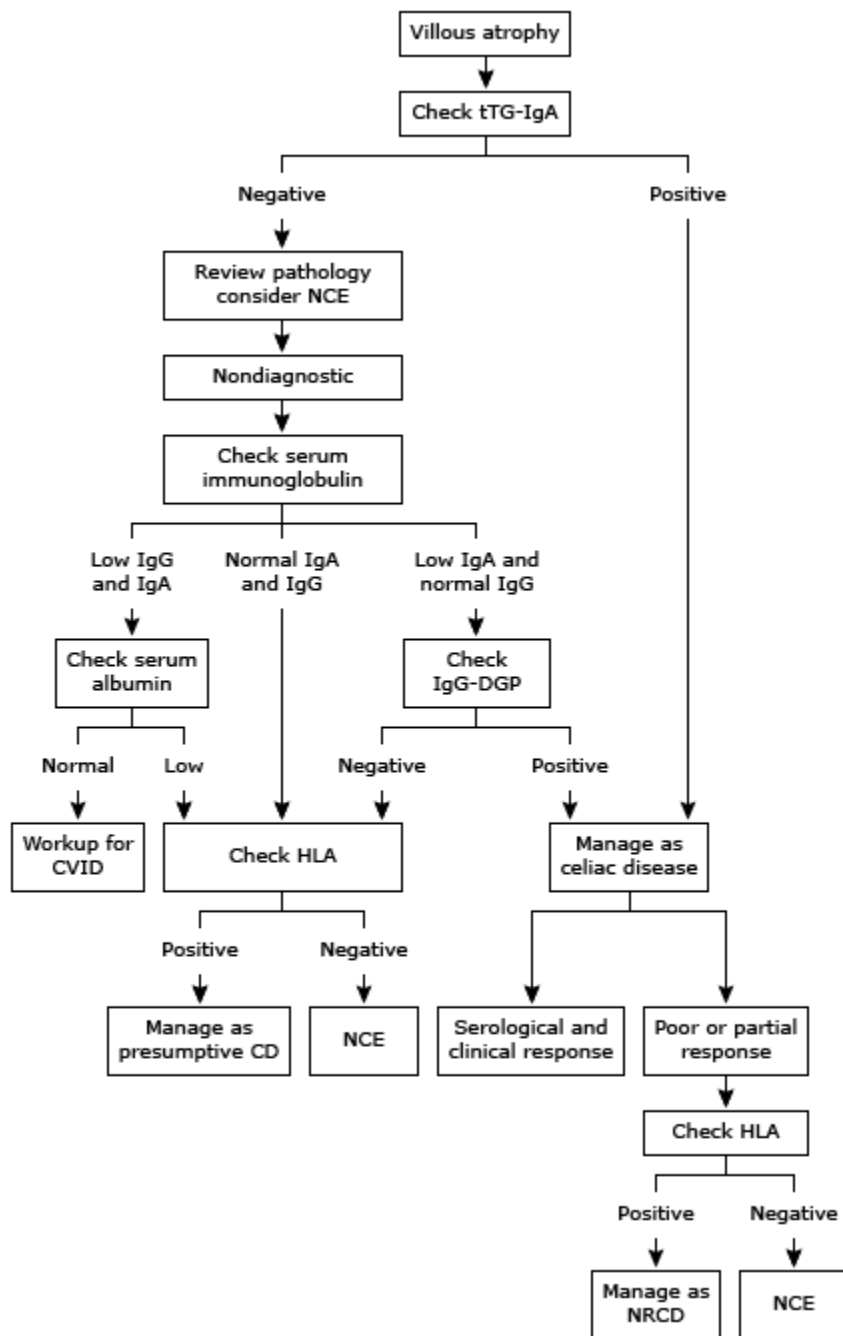 Villous atrophy
Check tTG-IgA
Negative
Positive
Review pathology
consider NCE
Nondiagnostic
Check serum
immunoglobulin
Low IgG
and IgA
Normal IgA
and IgG
Low IgA and
normal IgG
Check serum
albumin
Check
IgG-DGP
Normal
Low
Negative
Positive
Workup for
CVID
Check HLA
Manage as
celiac disease
Positive
Negative
Manage as
presumptive CD
NCE
Serological and
clinical response
Poor or partial
response
Check HLA
Positive
Negative
Manage as
NRCD
NCE